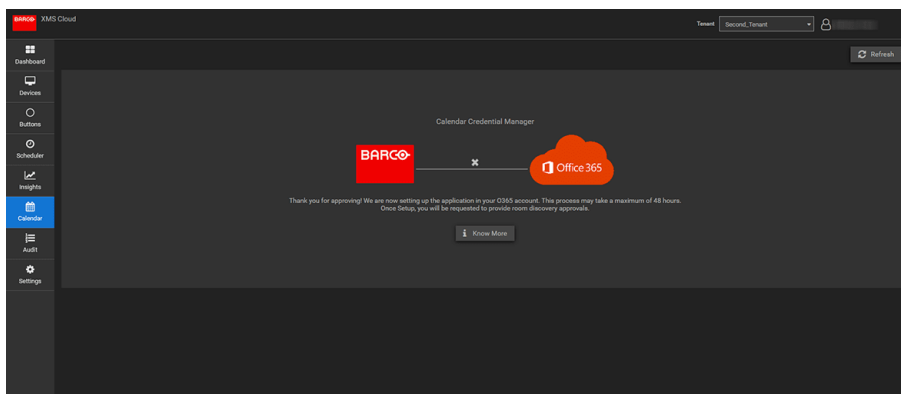 BARCO XMS Cloud
Tenant Second_Tenant
Refresh
Dashboard
Devices
Buttons
Scheduler
Insights
Calendar
Audit
Settings
Calendar Credential Manager
BARCO
Office 365
Thank you for approving! We are now setting up the application in your O365 account. This process may take a maximum of 48 hours.
Once Setup, you will be requested to provide room discovery approvals.
Know More